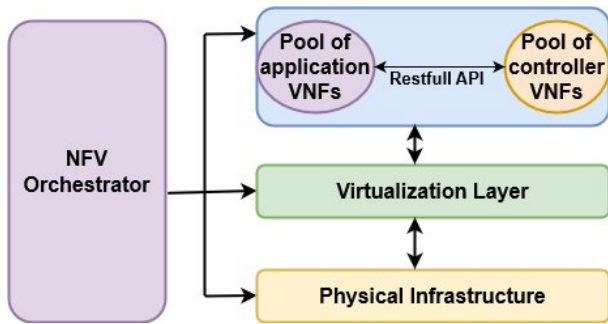 NFV
Orchestrator
Pool of
application
VNFs
Restfull API
Pool of
controller
VNFs
Virtualization Layer
Physical Infrastructure